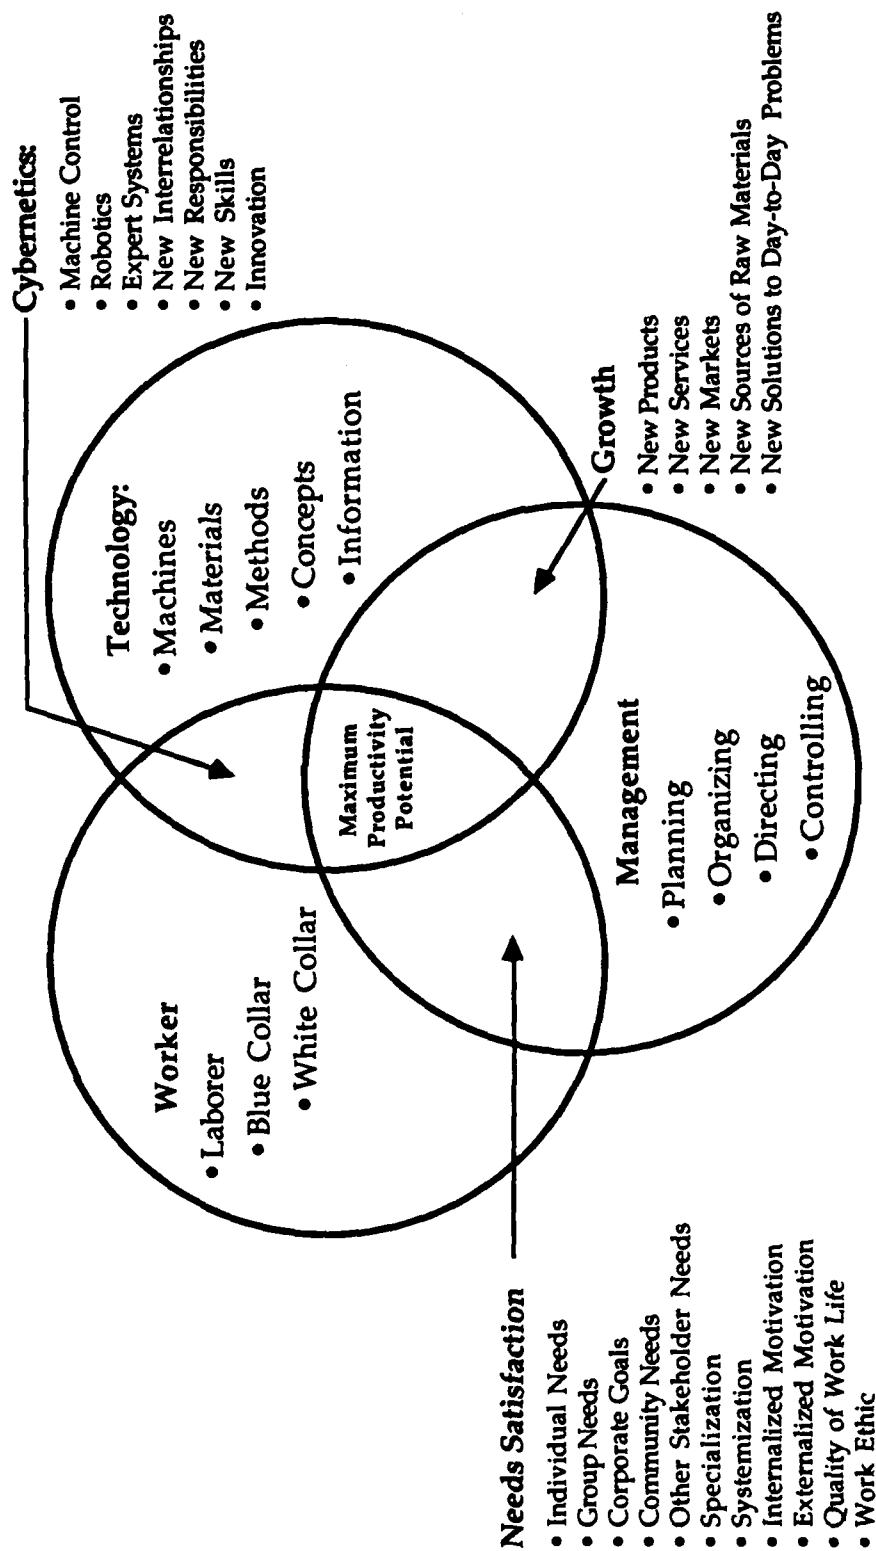 Cybernetics:
• Machine Control
• Robotics
• Expert Systems
• New Interrelationships
• New Responsibilities
• New Skills
• Innovation
Technology:
• Machines
• Materials
• Methods
• Concepts
• Information
Worker
• Laborer
• Blue Collar
• White Collar
Maximum
Productivity
Potential
Growth
• New Products
• New Services
• New Markets
• New Sources of Raw Materials
• New Solutions to Day-to-Day Problems
Management
• Planning
• Organizing
• Directing
• Controlling
Needs Satisfaction
• Individual Needs
• Group Needs
• Corporate Goals
• Community Needs
• Other Stakeholder Needs
• Specialization
• Systemization
• Internalized Motivation
• Externalized Motivation
• Quality of Work Life
• Work Ethic